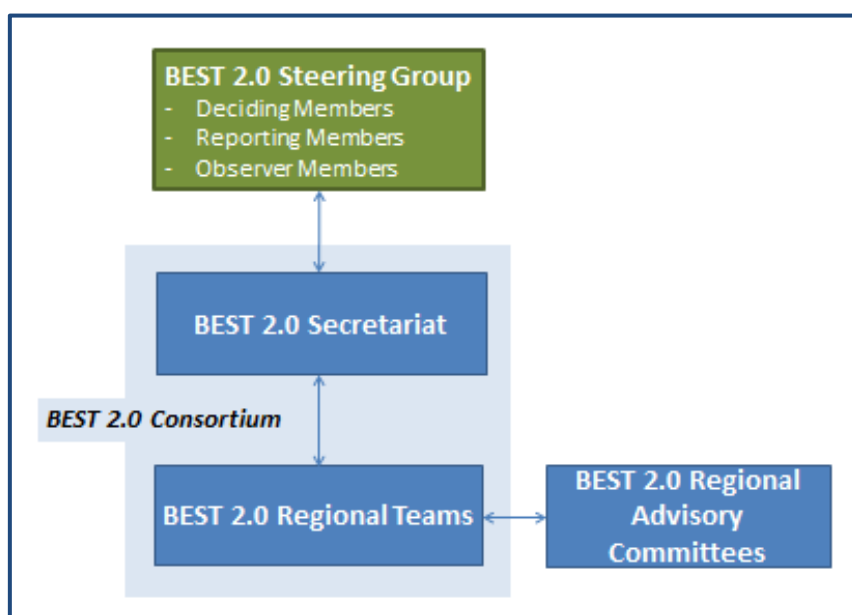 BEST 2.0 Steering Group
- Deciding Members
- Reporting Members
- Observer Members
BEST 2.0 Secretariat
BEST 2.0 Consortium
BEST 2.0 Regional Teams
BEST 2.0 Regional
Advisory
Committees